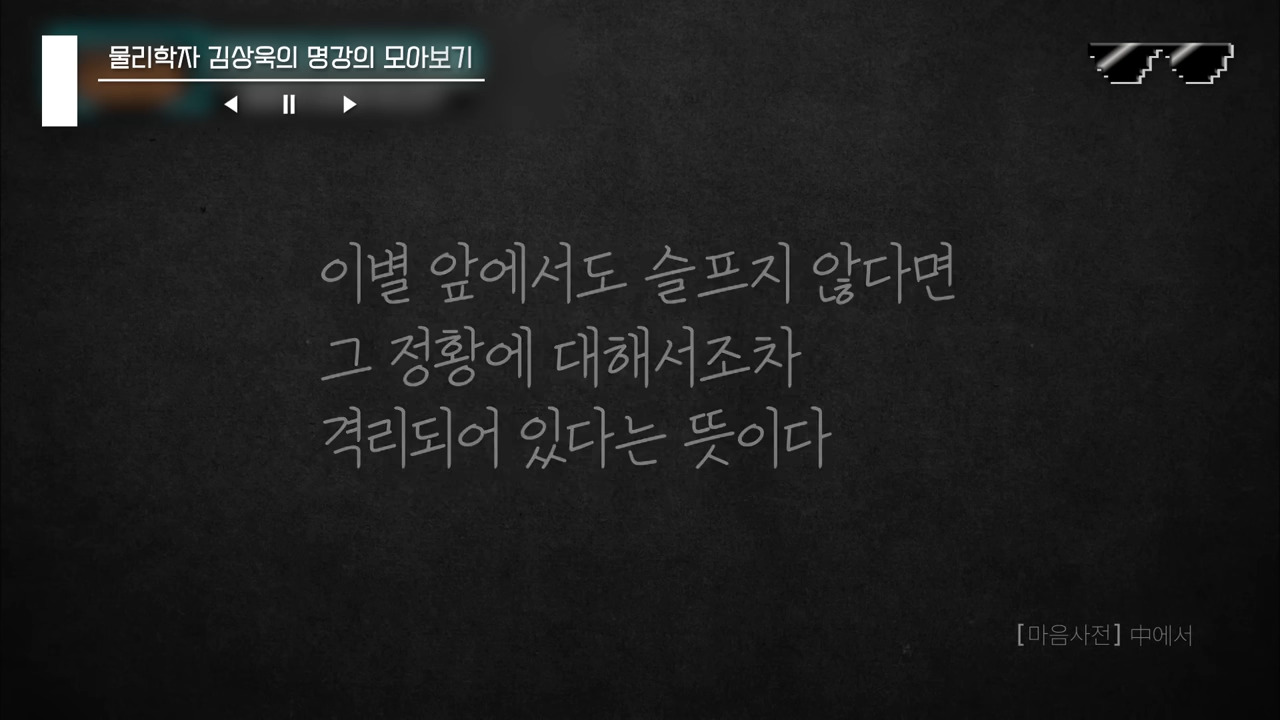 물리학자 김상욱의 명강의 모아보기
이별 앞에서도 슬프지 않다면
그 정황에 대해서조차
격리되어 있다는 뜻이다
[마음사전] 中에서